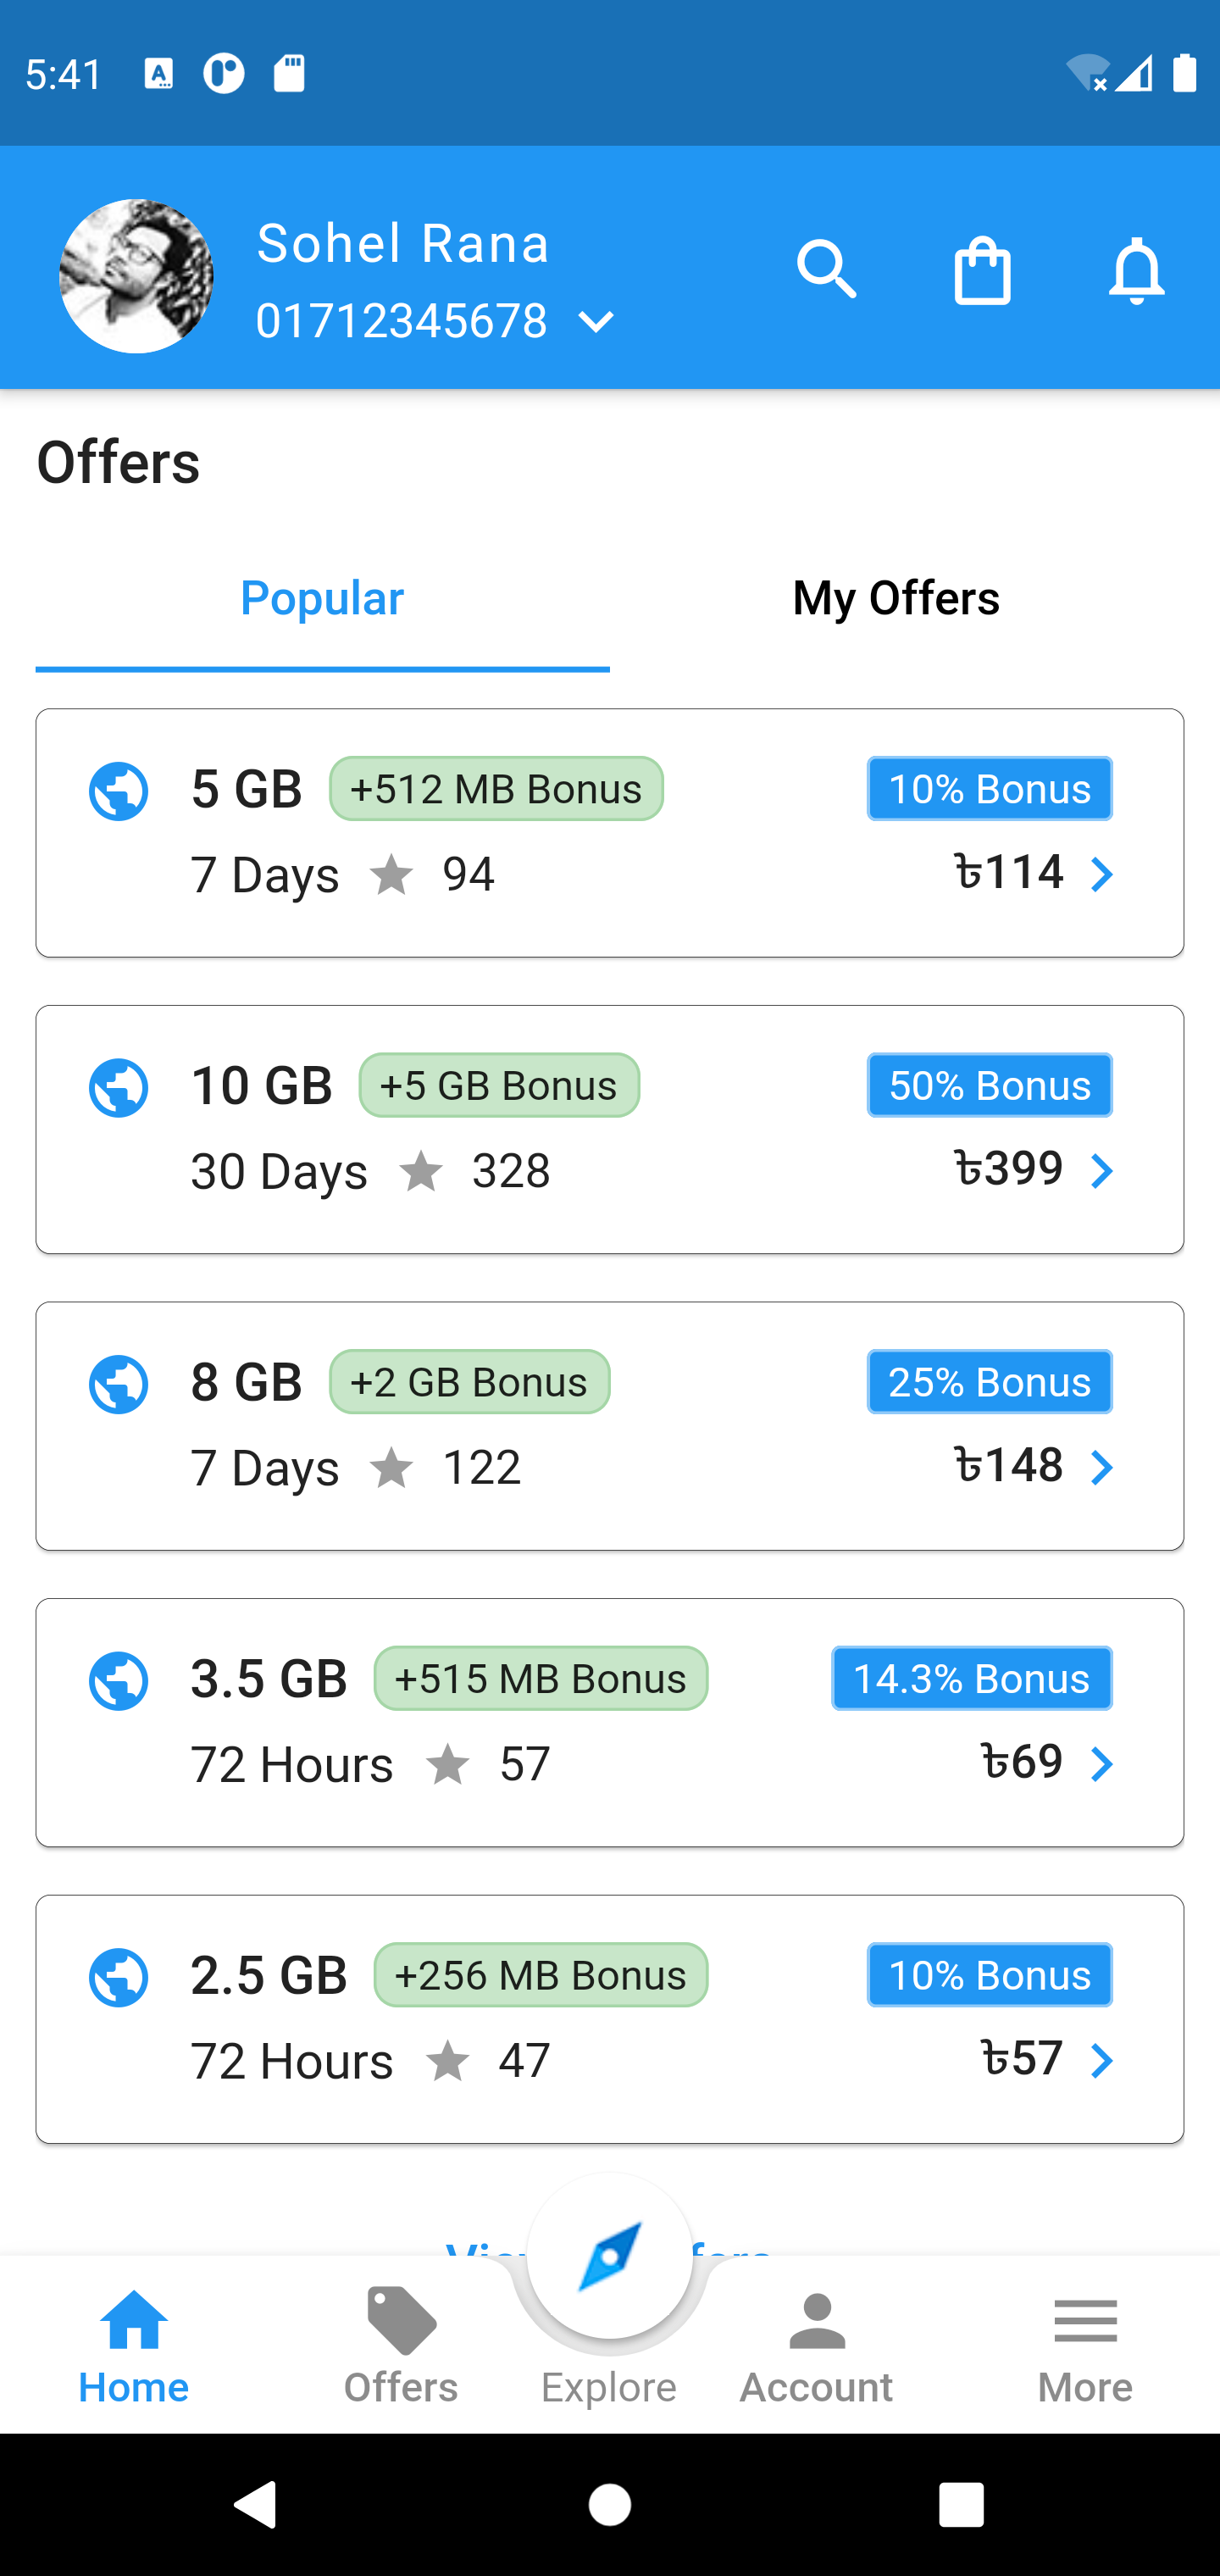 5:41
Sohel Rana
01712345678
Offers
Popular My Offers
5 GB +512 MB Bonus 10% Bonus
7 Days 94 ৳114
10 GB +5 GB Bonus 50% Bonus
30 Days 328 ৳399
8 GB +2 GB Bonus 25% Bonus
7 Days 122 ৳148
3.5 GB +515 MB Bonus 14.3% Bonus
72 Hours 57 ৳69
2.5 GB +256 MB Bonus 10% Bonus
72 Hours 47 ৳57
Home Offers Explore Account More